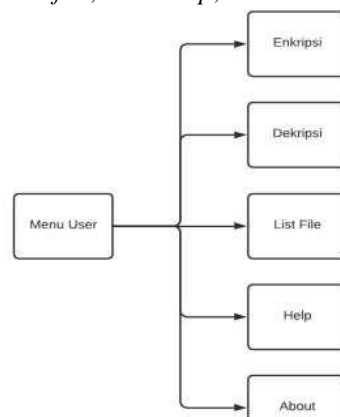 Enkripsi
Dekripsi
Menu User
List File
Help
About